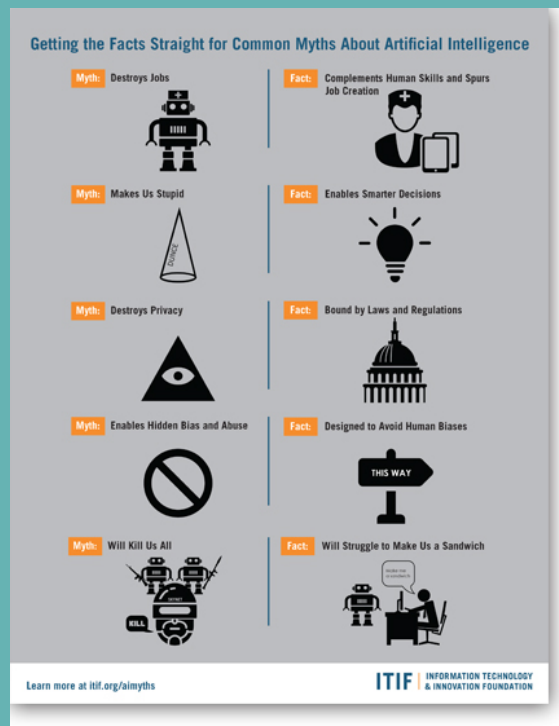 Getting the Facts Straight for Common Myths About Artificial Intelligence
Myth: Destroys Jobs
Fact: Complements Human Skills and Spurs
Job Creation
Myth: Makes Us Stupid
DUNCE
Fact: Enables Smarter Decisions
Myth: Destroys Privacy
Fact: Bound by Laws and Regulations
Myth: Enables Hidden Bias and Abuse
Fact: Designed to Avoid Human Biases
THIS WAY
Myth: Will Kill Us All
SKYNET
KILL
Fact: Will Struggle to Make Us a Sandwich
Make me
a sandwich
Learn more at itif.org/aimyths
ITIF | INFORMATION TECHNOLOGY
& INNOVATION FOUNDATION